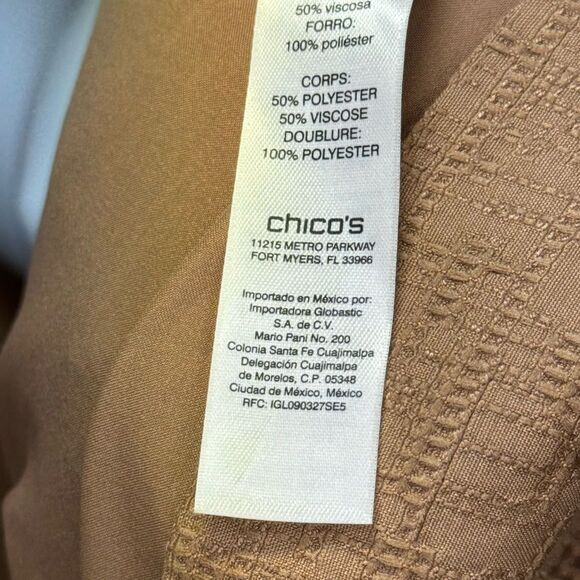 50% viscosa
FORRO:
100% poliéster
CORPS:
50% POLYESTER
50% VISCOSE
DOUBLURE:
100% POLYESTER
chico's
11215 METRO PARKWAY
FORT MYERS, FL 33966
Importado en México por:
Importadora Globastic
S.A. de C.V.
Mario Pani No. 200
Colonia Santa Fe Cuajimalpa
Delegación Cuajimalpa
de Morelos, C.P. 05348
Ciudad de México, México
RFC: IGL090327SE5